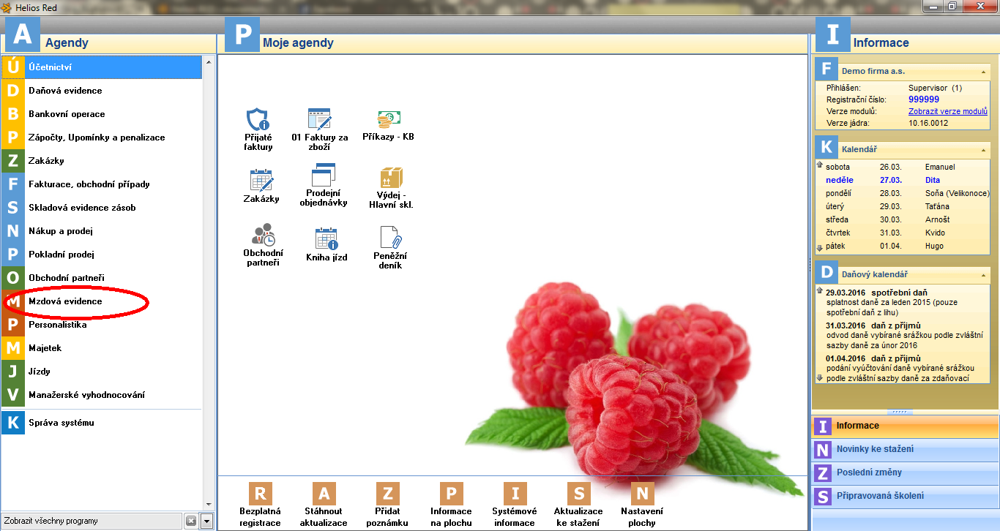 Helios Red
A Agendy
Ú Účetnictví
D Daňová evidence
B Bankovní operace
P Zápočty, Upomínky a penalizace
Z Zakázky
F Fakturace, obchodní případy
S Skladová evidence zásob
N Nákup a prodej
P Pokladní prodej
O Obchodní partneři
M Mzdová evidence
P Personalistika
M Majetek
J Jízdy
V Manažerské vyhodnocování
K Správa systému
Zobrazit všechny programy
P Moje agendy
Přijaté
faktury
01 Faktury za
zboží
Příkazy - KB
Zakázky
Prodejní
objednávky
Výdej -
Hlavní skl.
Obchodní
partneři
Kniha jízd
Peněžní
deník
R
Bezplatná
registrace
A
Stáhnout
aktualizace
Z
Přidat
poznámku
P
Informace
na plochu
I
Systémové
informace
S
Aktualizace
ke stažení
N
Nastavení
plochy
I Informace
F Demo firma a.s.
Přihlášen: Supervisor (1)
Registrační číslo: 999999
Verze modulů: Zobrazit verze modulů
Verze jádra: 10.16.0012
K Kalendář
sobota 26.03. Emanuel
neděle 27.03. Dita
pondělí 28.03. Soňa (Velikonoce)
úterý 29.03. Taťána
středa 30.03. Arnošt
čtvrtek 31.03. Kvido
pátek 01.04. Hugo
D Daňový kalendář
29.03.2016 spotřební daň
splatnost daně za leden 2015 (pouze
spotřební daň z lihu)
31.03.2016 daň z příjmů
odvod daně vybírané srážkou podle zvláštní
sazby daně za únor 2016
01.04.2016 daň z příjmů
podání vyúčtování daně vybírané srážkou
podle zvláštní sazby daně za zdaňovací
I Informace
N Novinky ke stažení
Z Poslední změny
S Připravovaná školení